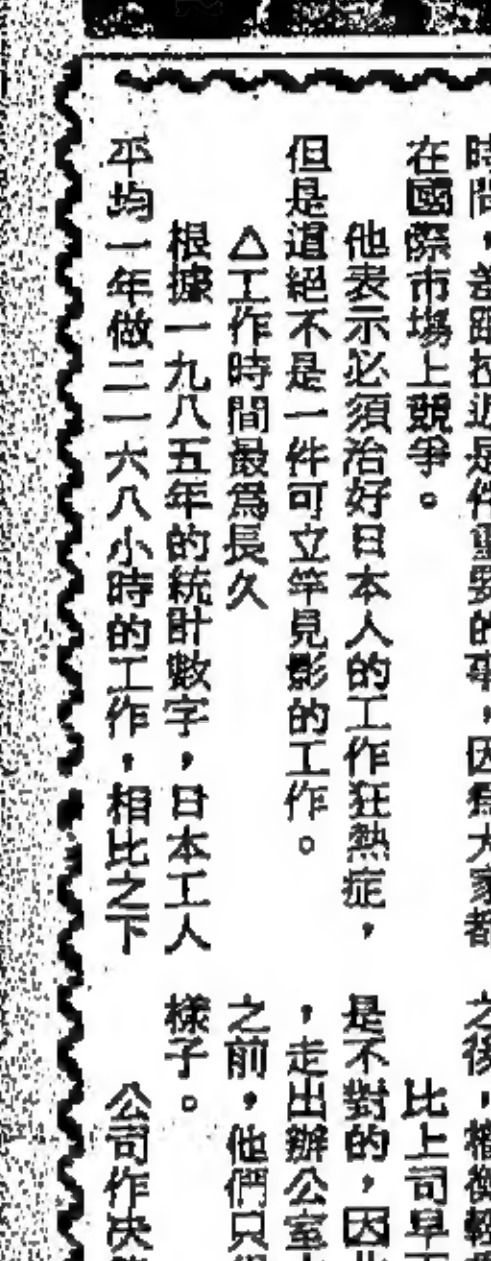 時間，差距拉近是件重要的事，因爲大家都
在國際市場上競爭。
他表示必須治好日本人的工作狂熱症，
但是這絕不是一件可立竿見影的工作。
△工作時間最爲長久
根據一九八五年的統計數字，日本工人
平均一年做二一六八小時的工作，相比之下
之後，權衡輕
比上司早
是不對的，因此
，走出辦公室
之前，他們只
樣子。
公司作決